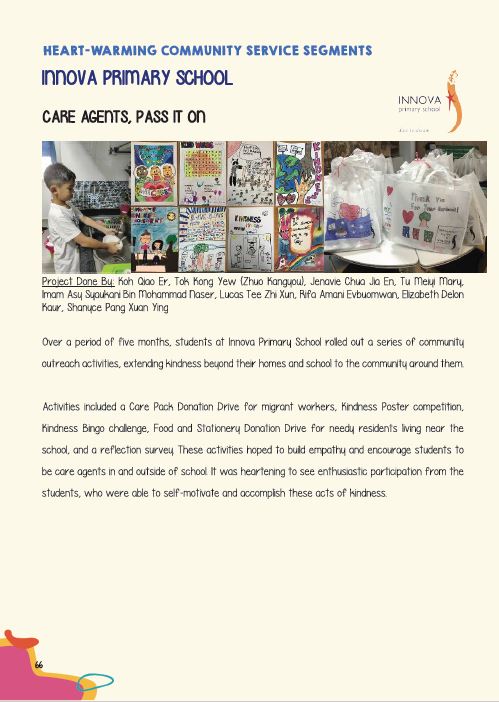 HEART-WARMING COMMUNITY SERVICE SEGMENTS
INNOVA PRIMARY SCHOOL
INNOVA
primary school
CARE AGENTS, PASS IT ON
KINDNESS
Thank You
Project Done By: Koh Qiao Er, Tok Kong Yew (Zhuo Kangyou), Jenavie Chua Jia En, Tu Meiyi Mary,
Imam Asy Syaukani Bin Mohammad Naser, Lucas Tee Zhi Xun, Rifa Amani Evbuomwan, Elizabeth Delon
Kaur, Shanyce Pang Xuan Ying
Over a period of five months, students at Innova Primary School rolled out a series of community
outreach activities, extending kindness beyond their homes and school to the community around them.
Activities included a Care Pack Donation Drive for migrant workers, Kindness Poster competition,
Kindness Bingo challenge, Food and Stationery Donation Drive for needy residents living near the
school, and a reflection survey. These activities hoped to build empathy and encourage students to
be care agents in and outside of school. It was heartening to see enthusiastic participation from the
students, who were able to self-motivate and accomplish these acts of kindness.
66